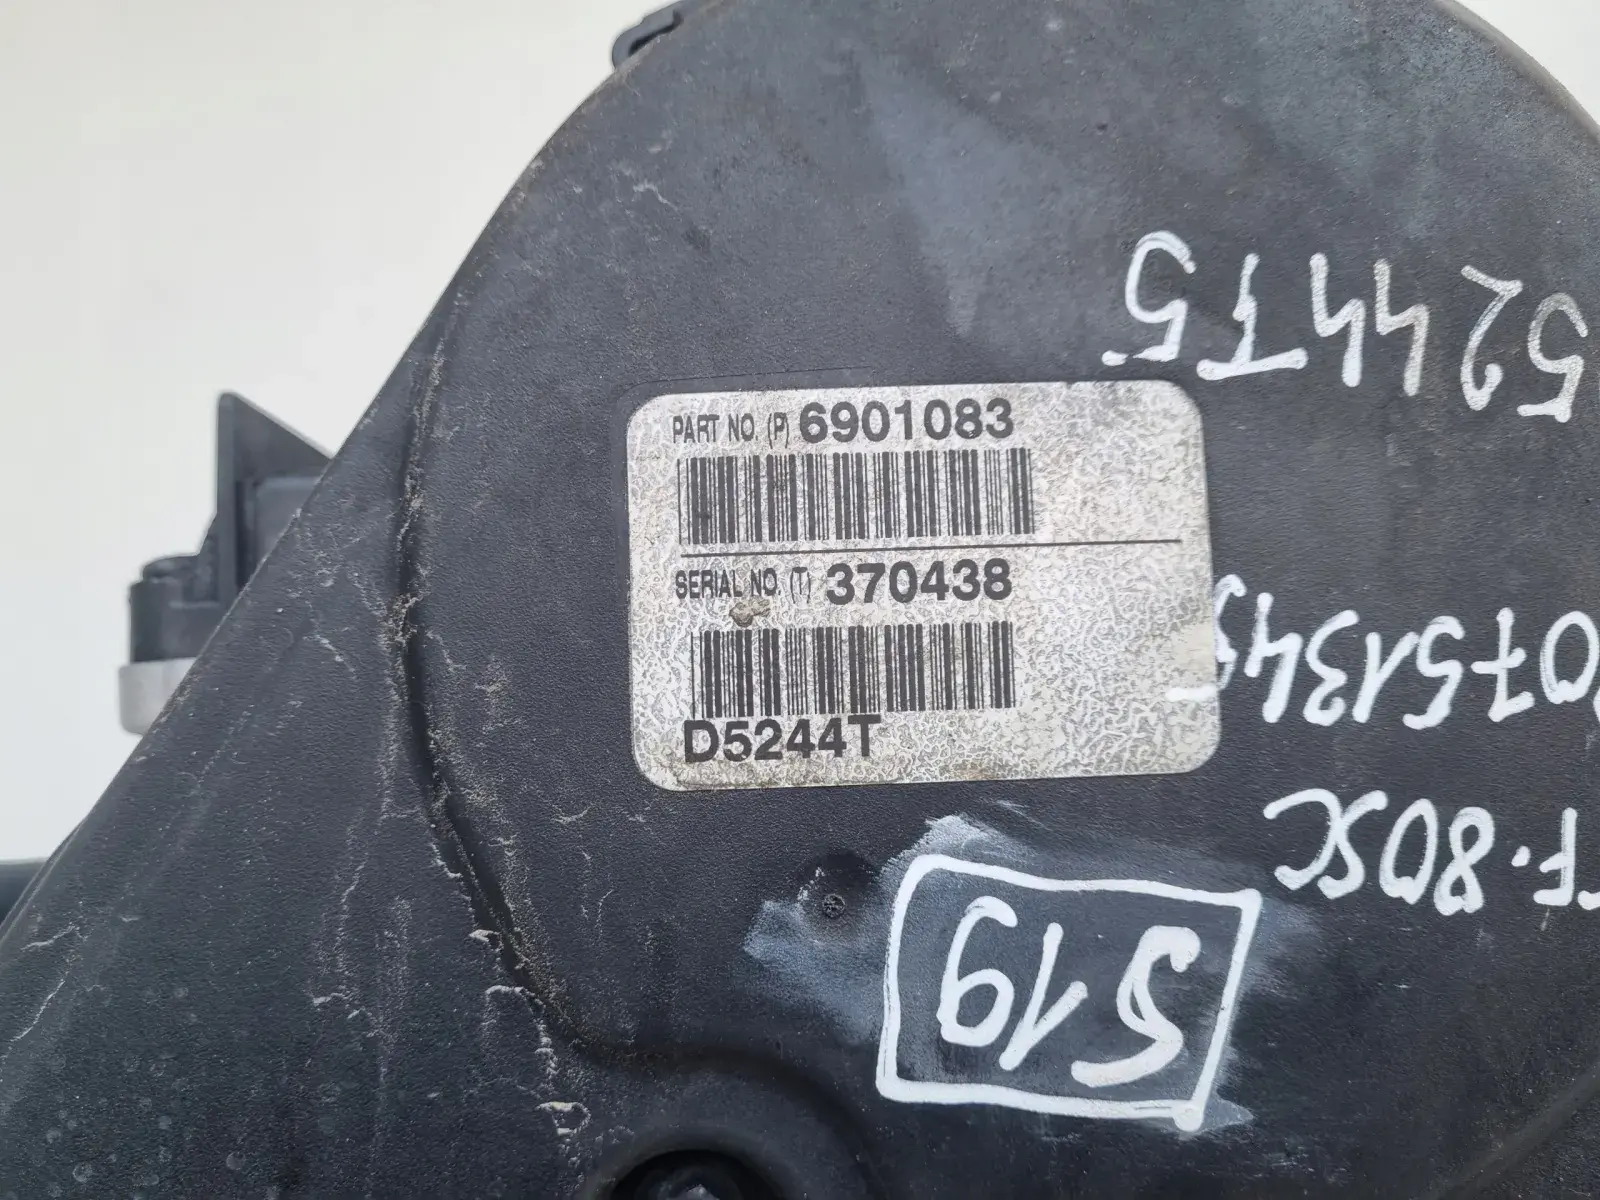 PART NO. (P) 6901083
SERIAL NO. (T) 370438
D5244T
5244T5
519